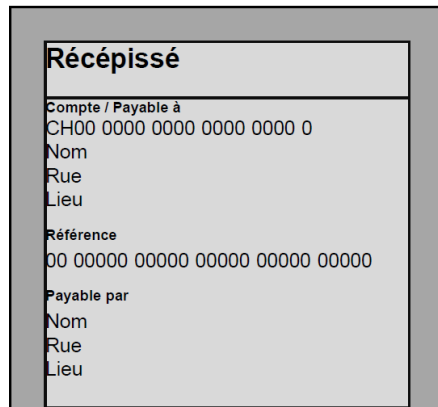 Récépissé
Compte / Payable à
CH00 0000 0000 0000 0000 0
Nom
Rue
Lieu
Référence
00 00000 00000 00000 00000 00000
Payable par
Nom
Rue
Lieu